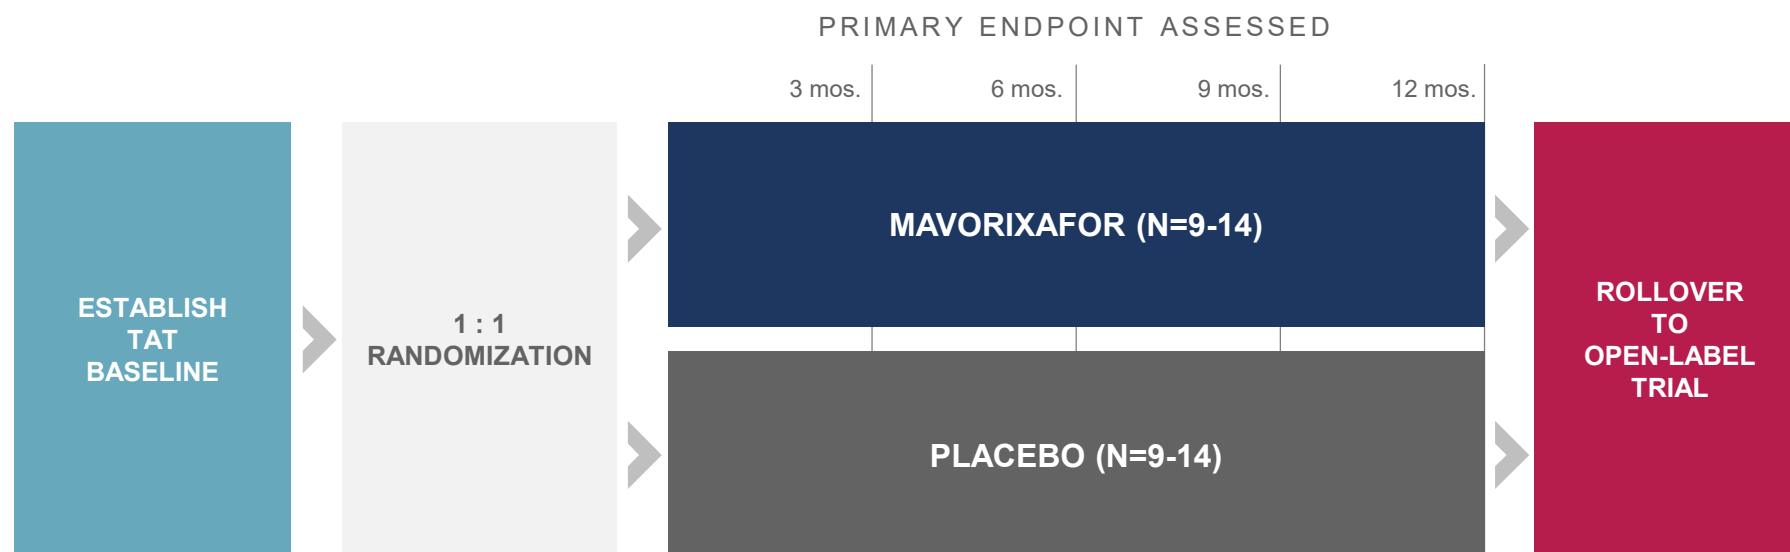 PRIMARY ENDPOINT ASSESSED
3 mos.
6 mos.
9 mos.
12 mos.
ESTABLISH
TAT
BASELINE
1 : 1
RANDOMIZATION
MAVORIXAFOR (N=9-14)
PLACEBO (N=9-14)
ROLLOVER
TO
OPEN-LABEL
TRIAL